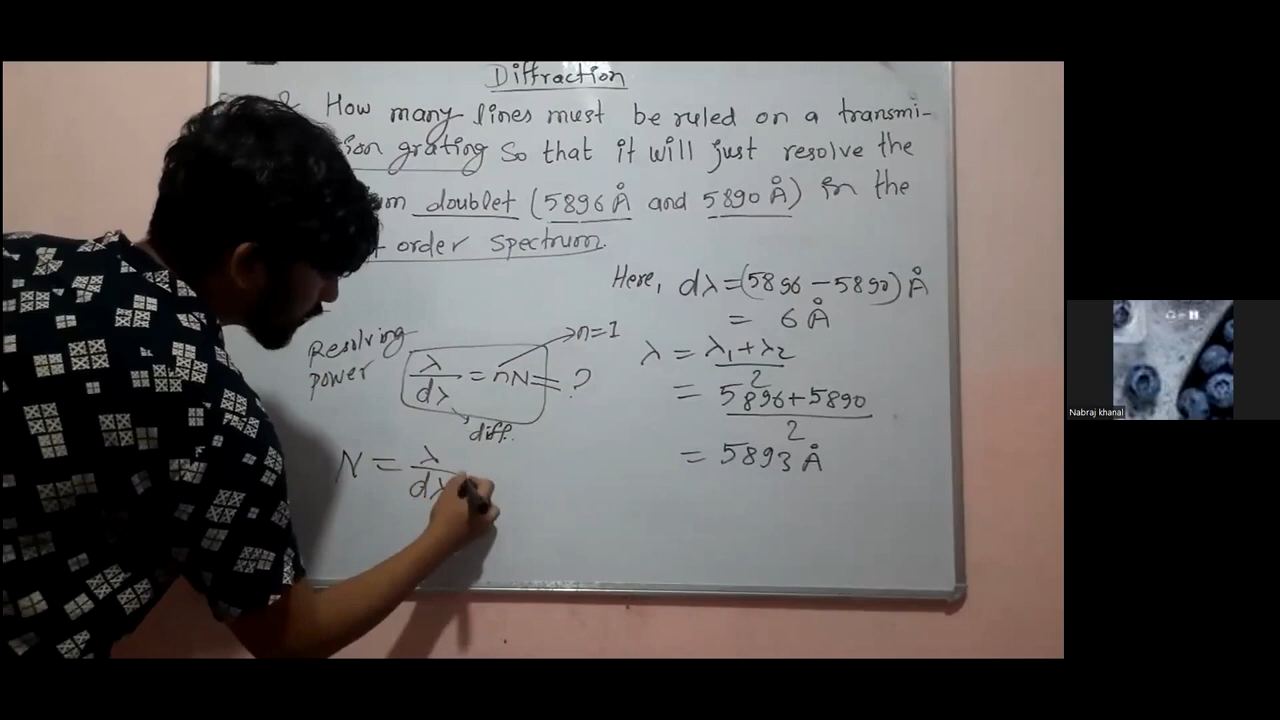 Diffraction
How many lines must be ruled on a transmi-
grating so that it will just resolve the
doublet (5896 Å and 5890 Å) in the
order spectrum.
Here, dλ = (5896 - 5890) Å
= 6 Å
Resolving
power
λ/dλ = nN = ?
n=1
diff.
λ = λ₁+λ₂/2
= 5896+5890/2
= 5893 Å
N = λ/dλ
Nabraj khanal